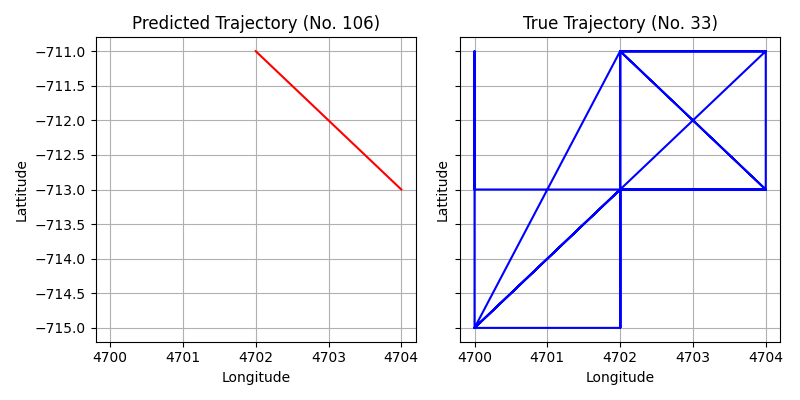 Predicted Trajectory (No. 106)
True Trajectory (No. 33)
−711.0
−711.5
−712.0
−712.5
−713.0
−713.5
−714.0
−714.5
−715.0
Lattitude
Lattitude
4700 4701 4702 4703 4704
4700 4701 4702 4703 4704
Longitude
Longitude